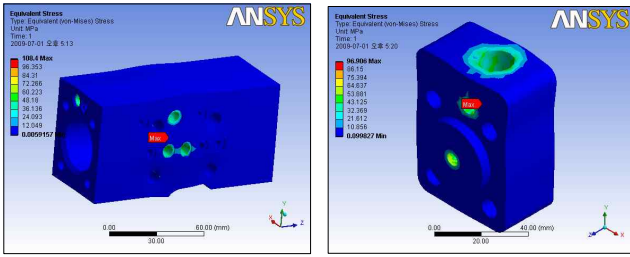 Equivalent Stress
Type: Equivalent (von-Mises) Stress
Unit: MPa
Time: 1
2009-07-01 오후 5:13
ANSYS
108.4 Max
96.353
84.31
72.266
60.223
48.18
36.136
24.093
12.049
0.0059157 Min
Max
0.00
60.00 (mm)
30.00
Y
X
Z
Equivalent Stress
Type: Equivalent (von-Mises) Stress
Unit: MPa
Time: 1
2009-07-01 오후 5:20
ANSYS
96.906 Max
86.15
75.394
64.637
53.881
43.125
32.369
21.612
10.856
0.099827 Min
Max
0.00
40.00 (mm)
20.00
Y
Z
X